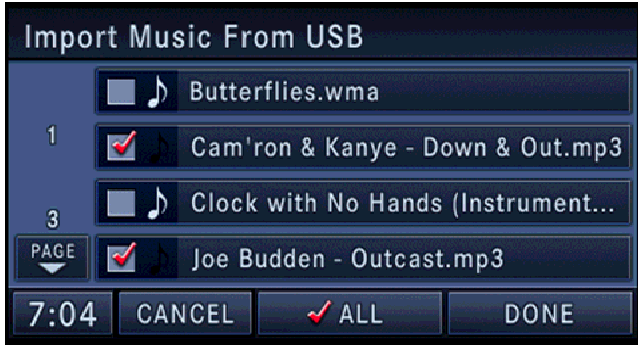 Import Music From USB
Butterflies.wma
1
Cam'ron & Kanye - Down & Out.mp3
Clock with No Hands (Instrument...
3
PAGE
Joe Budden - Outcast.mp3
7:04 CANCEL ALL DONE